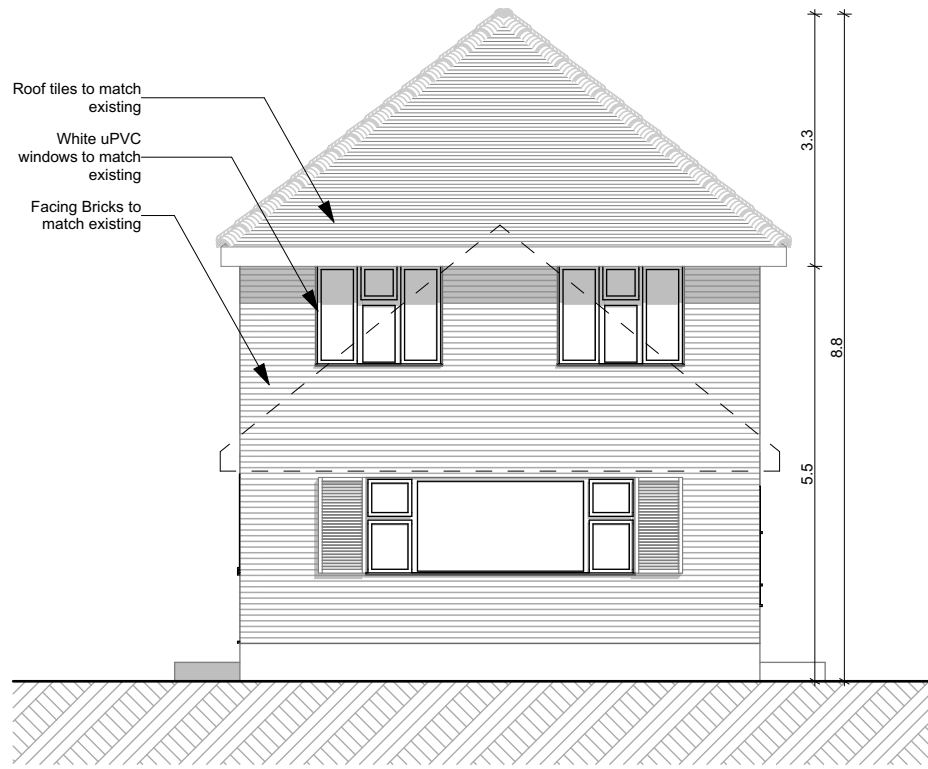 Roof tiles to match
existing
White uPVC
windows to match
existing
Facing Bricks to
match existing
3.3
8.8
5.5